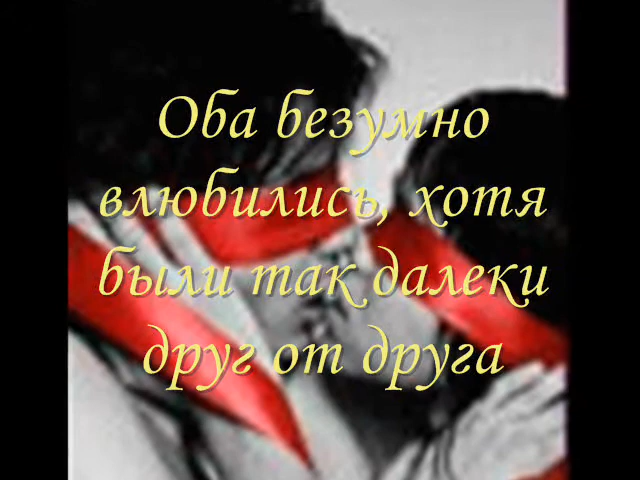 Оба безумно
влюбились, хотя
были так далеки
друг от друга